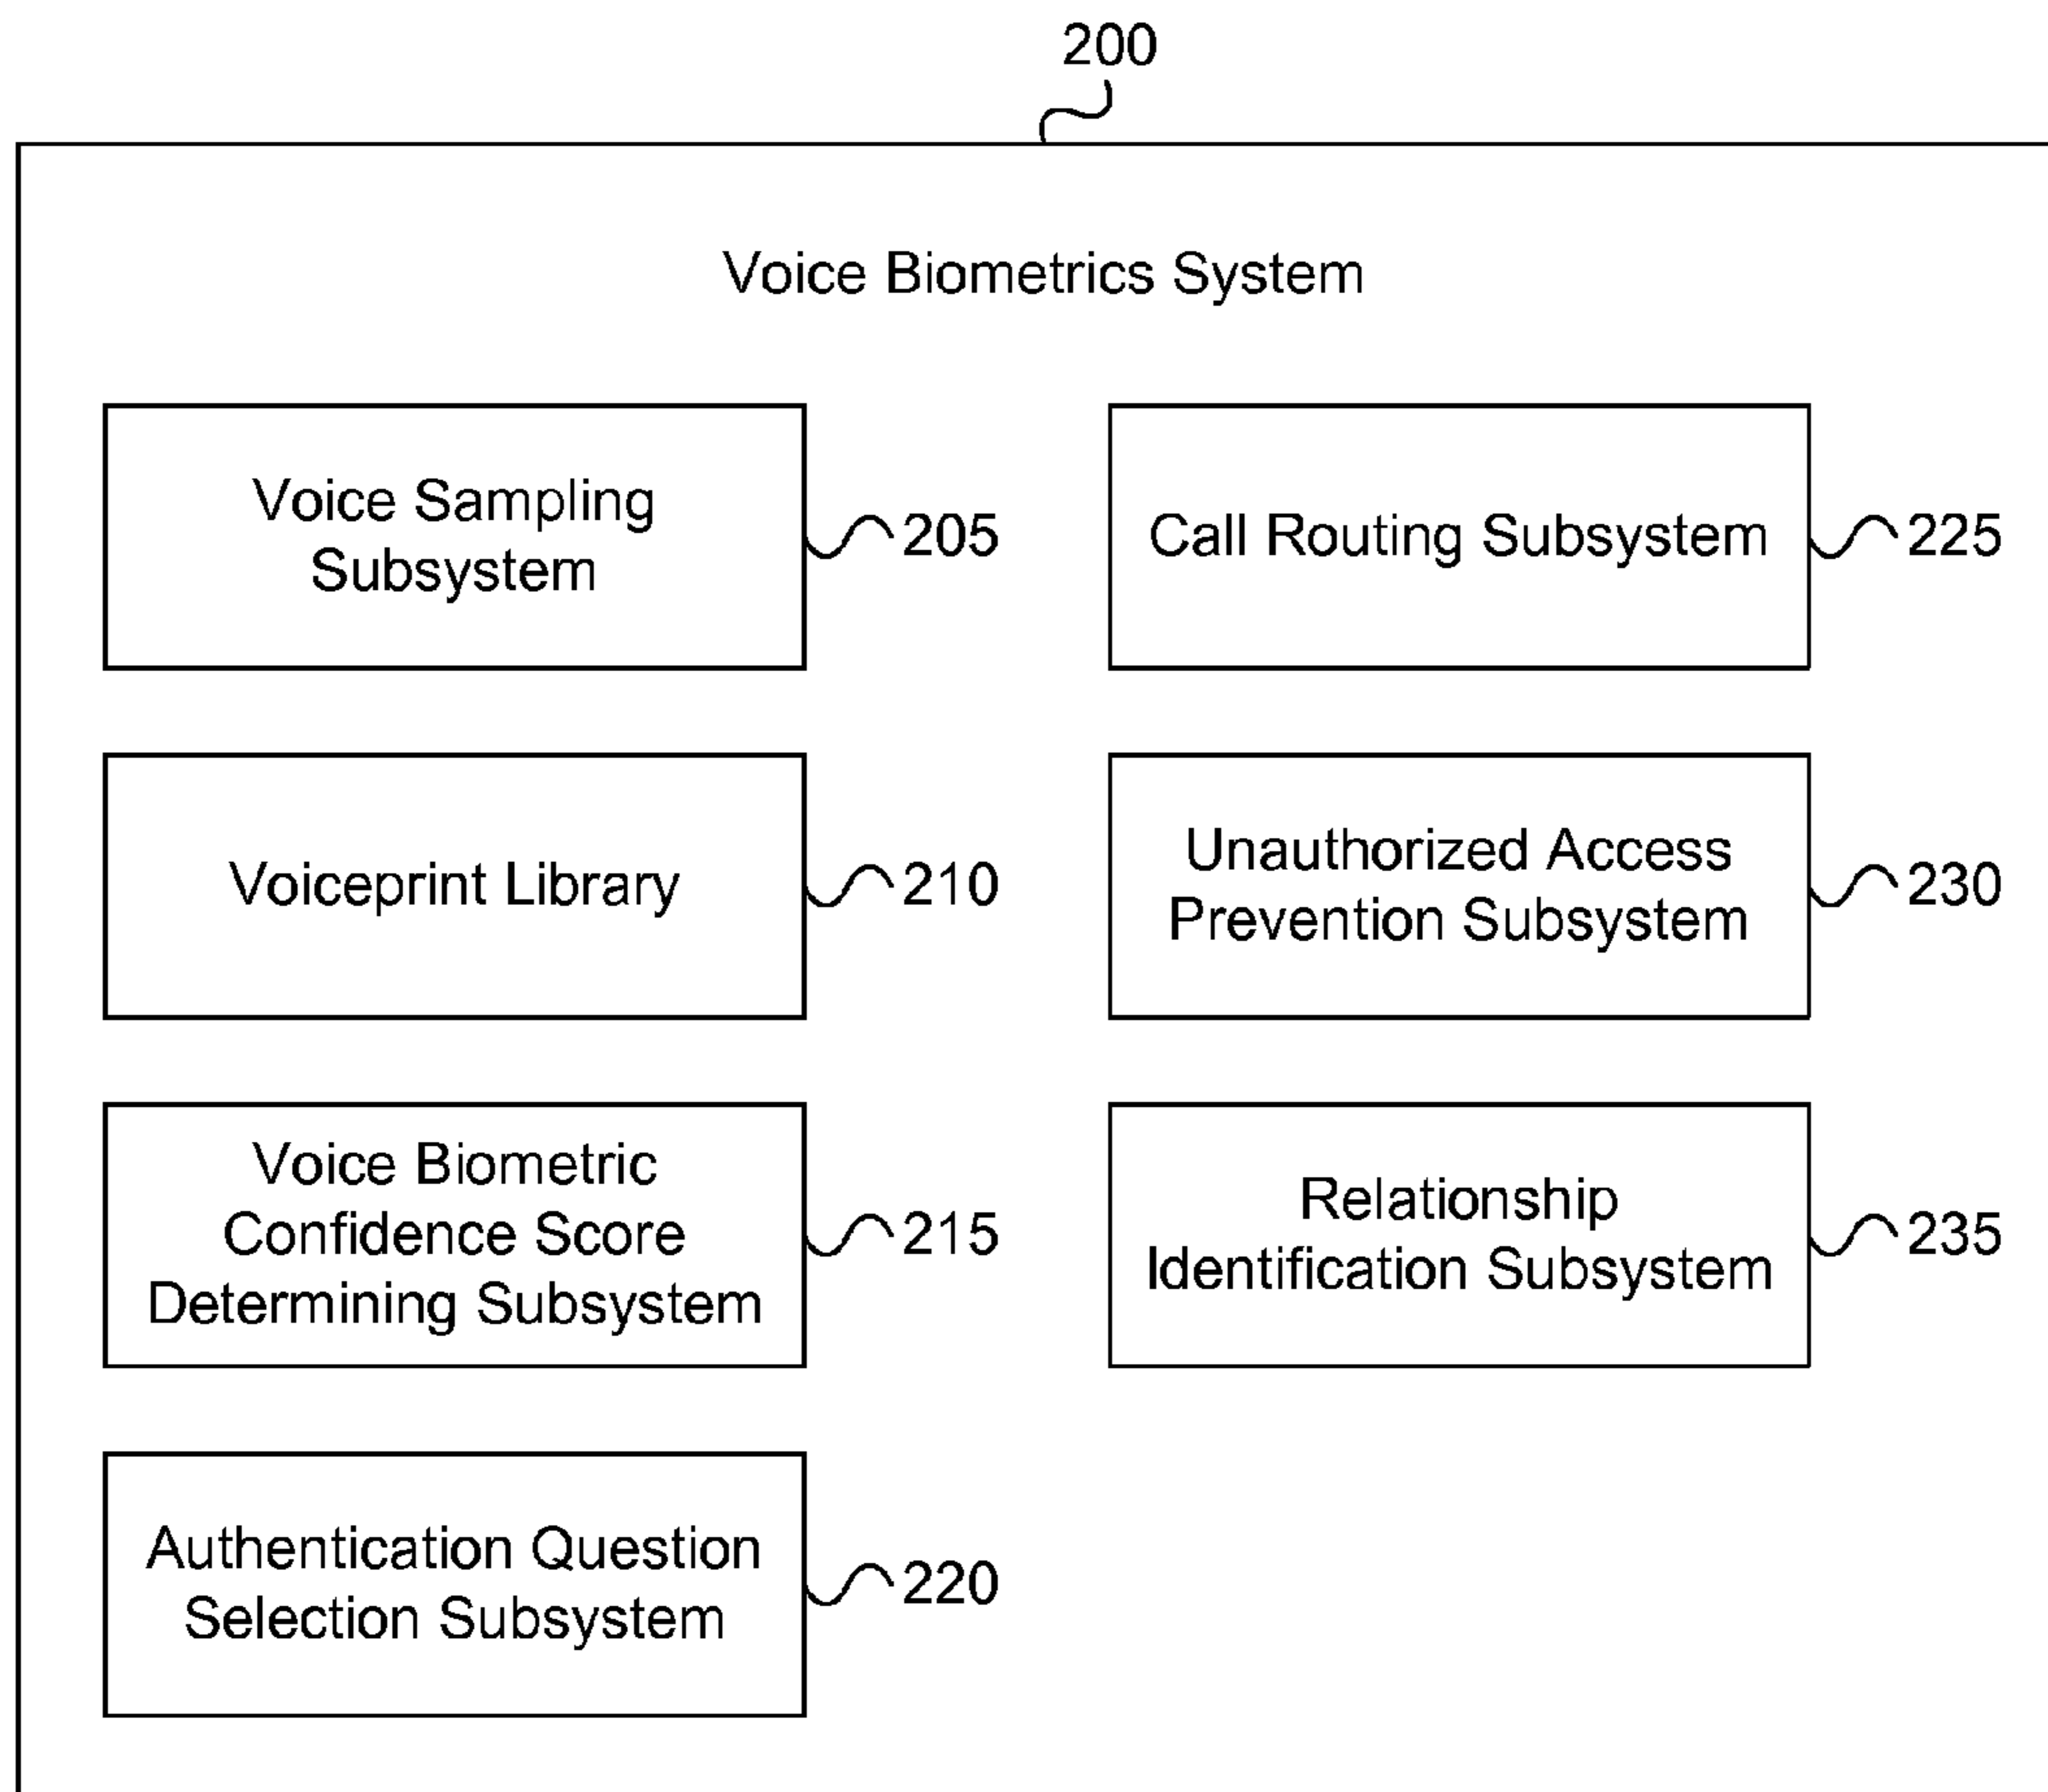 200
Voice Biometrics System
Voice Sampling
Subsystem
205
Voiceprint Library
210
Voice Biometric
Confidence Score
Determining Subsystem
215
Authentication Question
Selection Subsystem
220
Call Routing Subsystem
225
Unauthorized Access
Prevention Subsystem
230
Relationship
Identification Subsystem
235